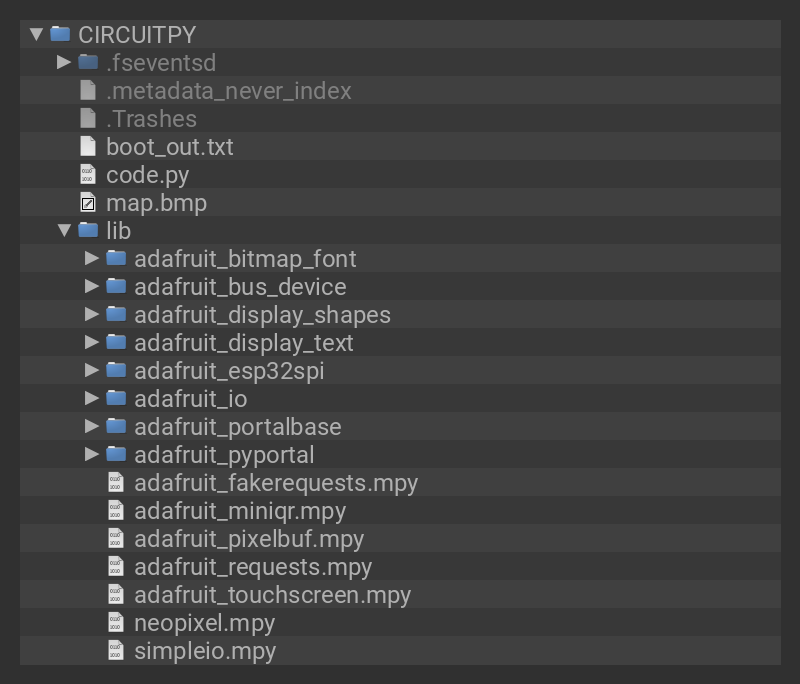 CIRCUITPY
.fseventsd
.metadata_never_index
.Trashes
boot_out.txt
code.py
map.bmp
lib
adafruit_bitmap_font
adafruit_bus_device
adafruit_display_shapes
adafruit_display_text
adafruit_esp32spi
adafruit_io
adafruit_portalbase
adafruit_pyportal
adafruit_fakerequests.mpy
adafruit_miniqr.mpy
adafruit_pixelbuf.mpy
adafruit_requests.mpy
adafruit_touchscreen.mpy
neopixel.mpy
simpleio.mpy